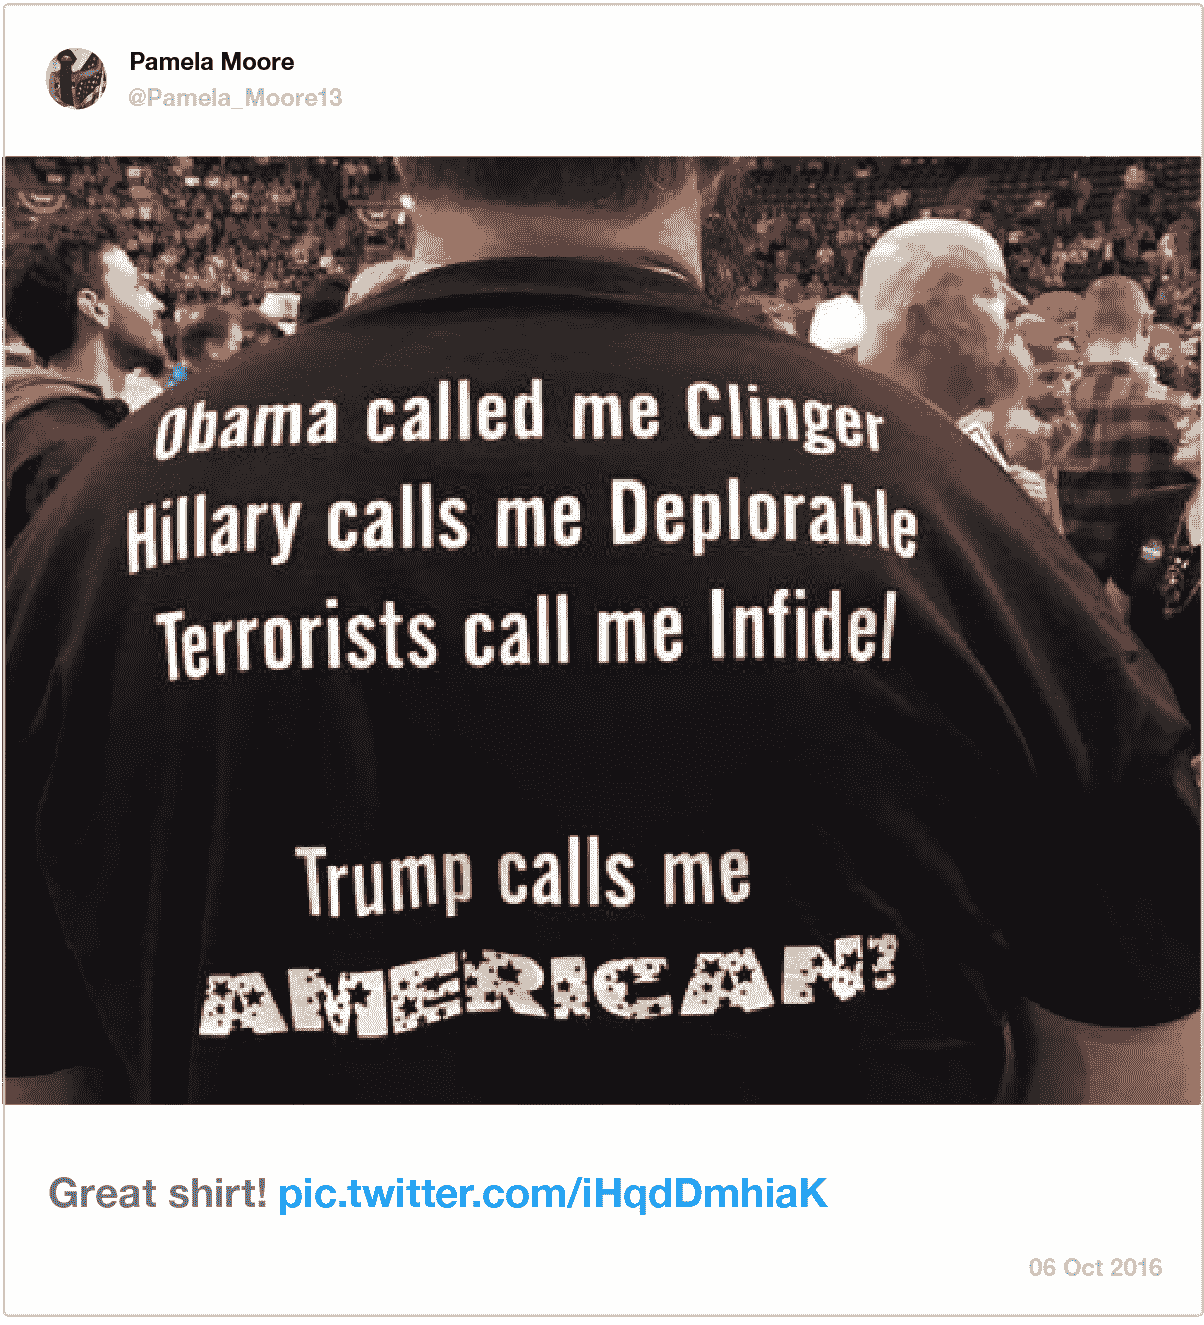 Pamela Moore
@Pamela_Moore13
Obama called me Clinger
Hillary calls me Deplorable
Terrorists call me Infidel
Trump calls me
AMERICAN!
Great shirt! pic.twitter.com/iHqdDmhiaK
06 Oct 2016